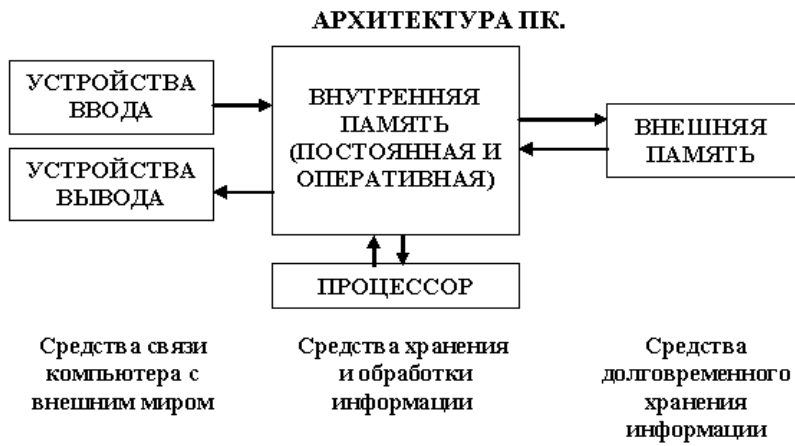 АРХИТЕКТУРА ПК.
УСТРОЙСТВА
ВВОДА
УСТРОЙСТВА
ВЫВОДА
ВНУТРЕННЯЯ
ПАМЯТЬ
(ПОСТОЯННАЯ И
ОПЕРАТИВНАЯ)
ВНЕШНЯЯ
ПАМЯТЬ
ПРОЦЕССОР
Средства связи
компьютера с
внешним миром
Средства хранения
и обработки
информации
Средства
долговременного
хранения
информации